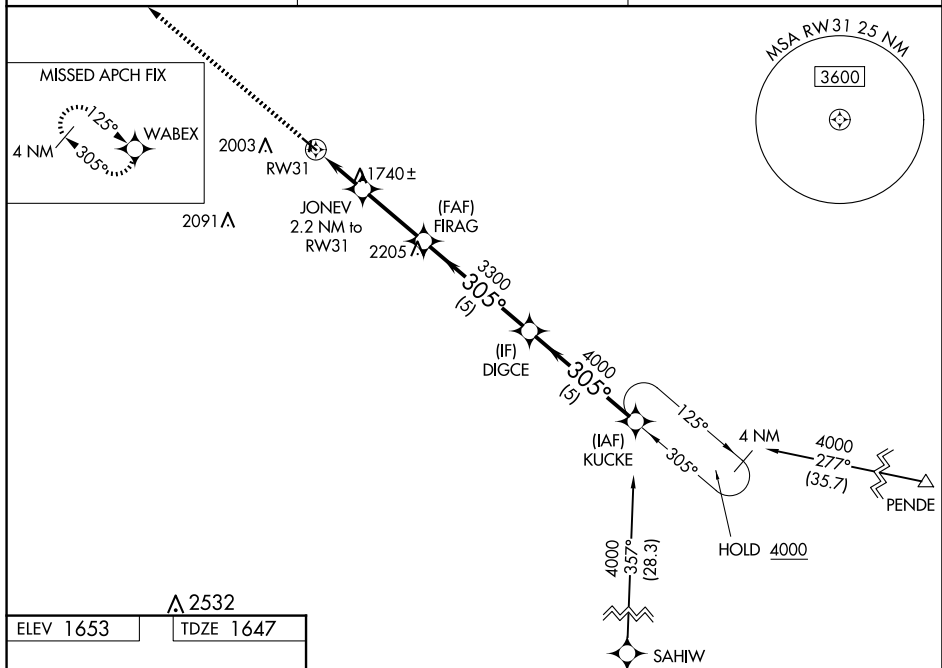 MSA RW31 25 NM
3600
MISSED APCH FIX
125°
WABEX
4 NM
305°
2003
RW31
1740±
JONEV
2.2 NM to
RW31
2091
(FAF)
FIRAG
2205
3300
305°
(5)
(IF)
DIGCE
4000
305°
(5)
(IAF)
KUCKE
125°
305°
4 NM
4000
277°
(35.7)
PENDE
HOLD 4000
4000
357°
(28.3)
SAHIW
2532
ELEV 1653
TDZE 1647